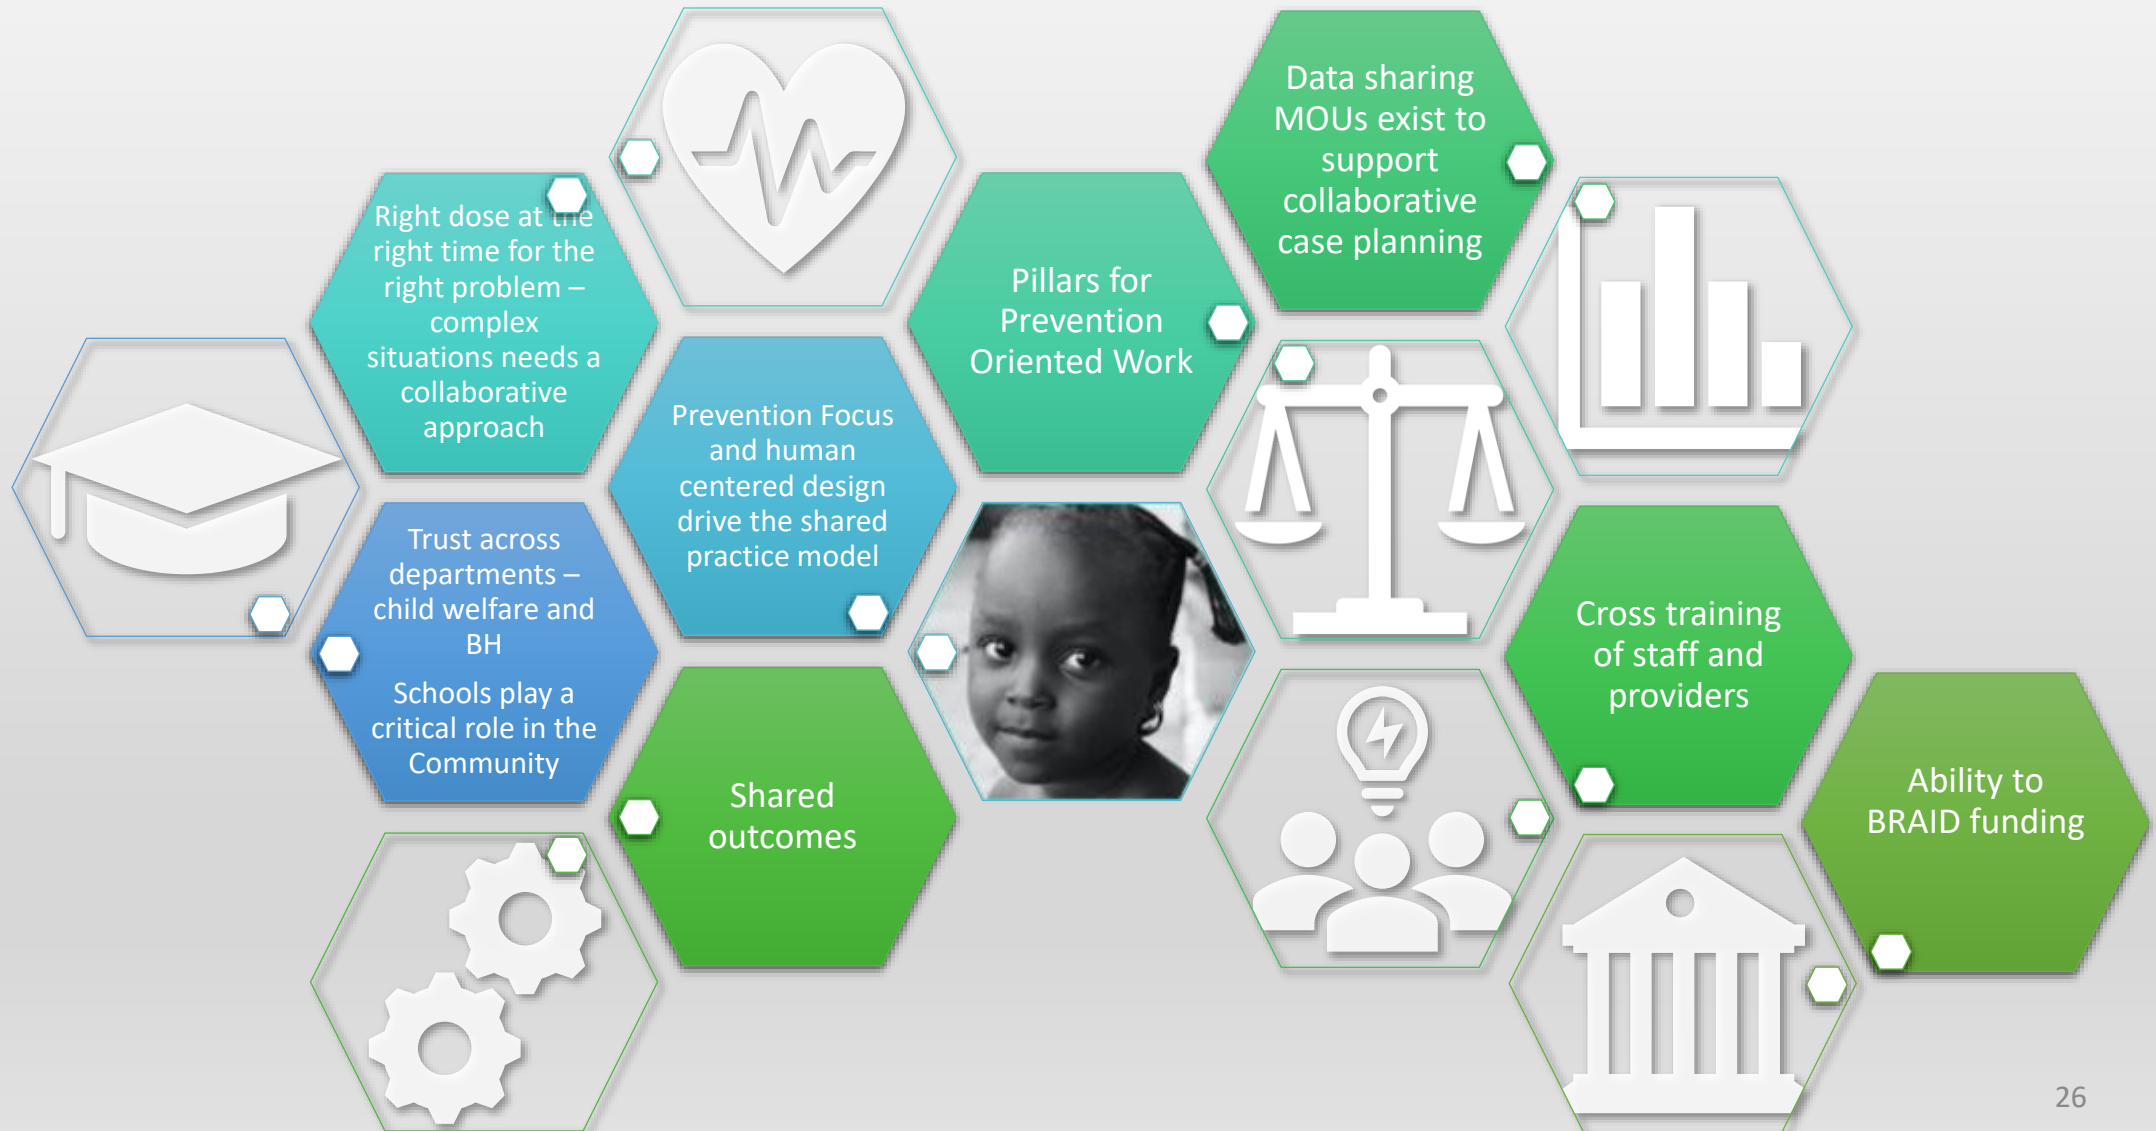 Right dose at the
right time for the
right problem –
complex
situations needs a
collaborative
approach
Trust across
departments –
child welfare and
BH
Schools play a
critical role in the
Community
Prevention Focus
and human
centered design
drive the shared
practice model
Shared
outcomes
Pillars for
Prevention
Oriented Work
Data sharing
MOUs exist to
support
collaborative
case planning
Cross training
of staff and
providers
Ability to
BRAID funding
26